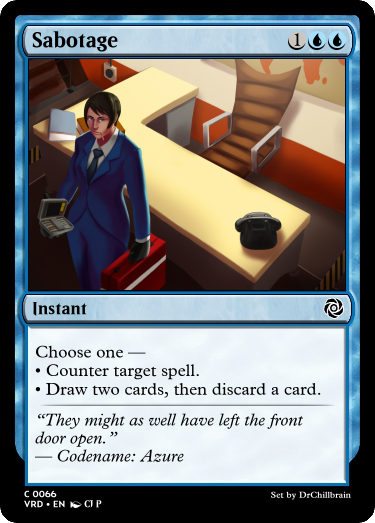 Sabotage
1
Instant
Choose one —
• Counter target spell.
• Draw two cards, then discard a card.
“They might as well have left the front
door open.”
— Codename: Azure
C 0066
VRD • EN CJ P
Set by DrChillbrain